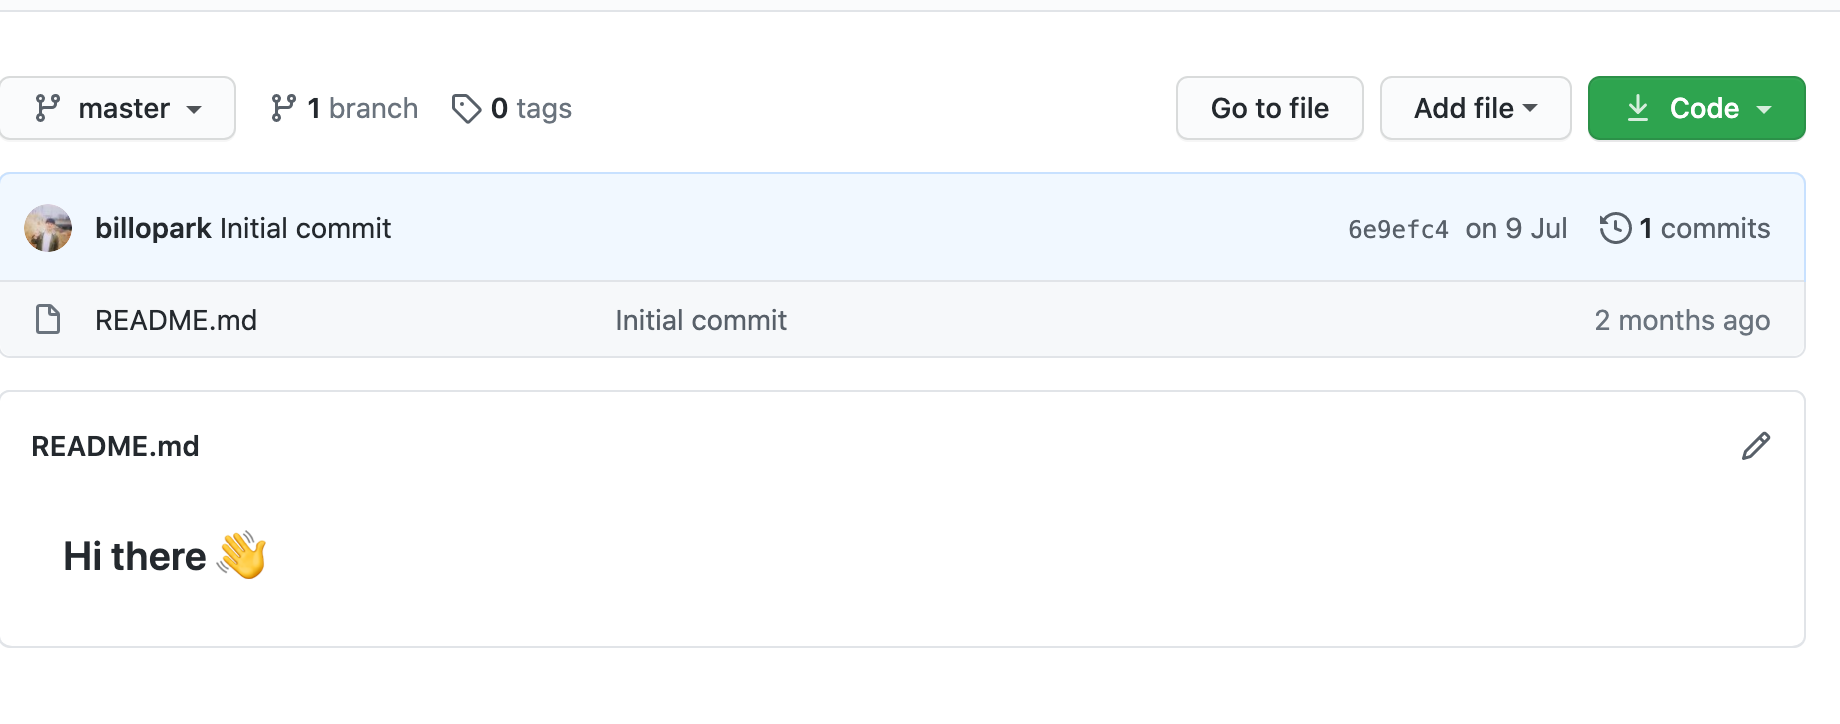 master 1 branch 0 tags Go to file Add file Code
billopark Initial commit 6e9efc4 on 9 Jul 1 commits
README.md Initial commit 2 months ago
README.md
Hi there 👋